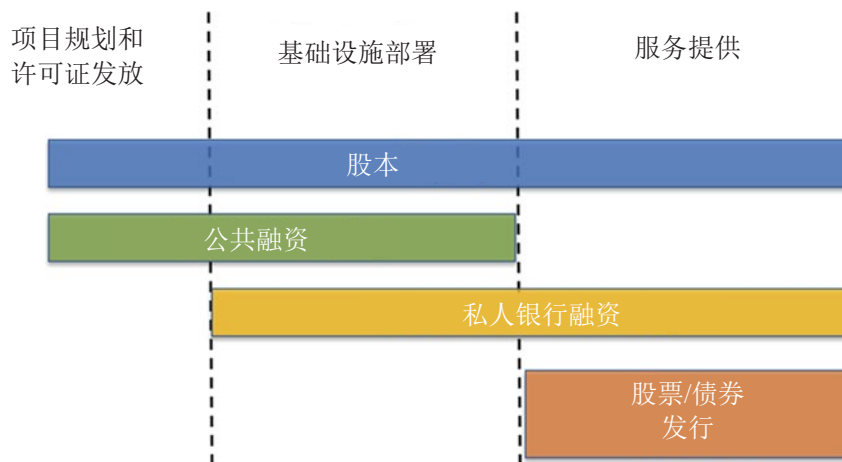 项目规划和
许可证发放
基础设施部署
服务提供
股本
公共融资
私人银行融资
股票/债券
发行